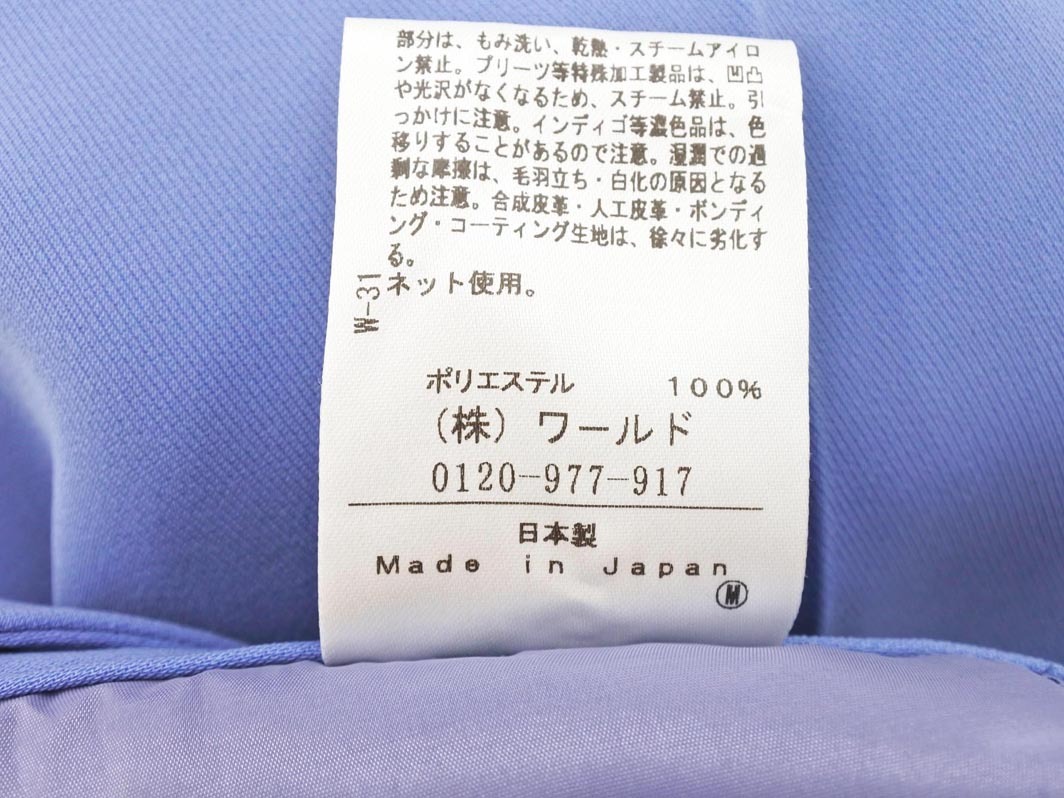 部分は、もみ洗い、乾熱・スチームアイロ
ン禁止。プリーツ等特殊加工製品は、凹凸
や光沢がなくなるため、スチーム禁止。引
っかけに注意。インディゴ等濃色品は、色
移りすることがあるので注意。湿潤での過
剰な摩擦は、毛羽立ち・白化の原因となる
ため注意。合成皮革・人工皮革・ボンディ
ング・コーティング生地は、徐々に劣化す
る。
ネット使用。
W-31
ポリエステル 100%
(株)ワールド
0120-977-917
日本製
Made in Japan
M